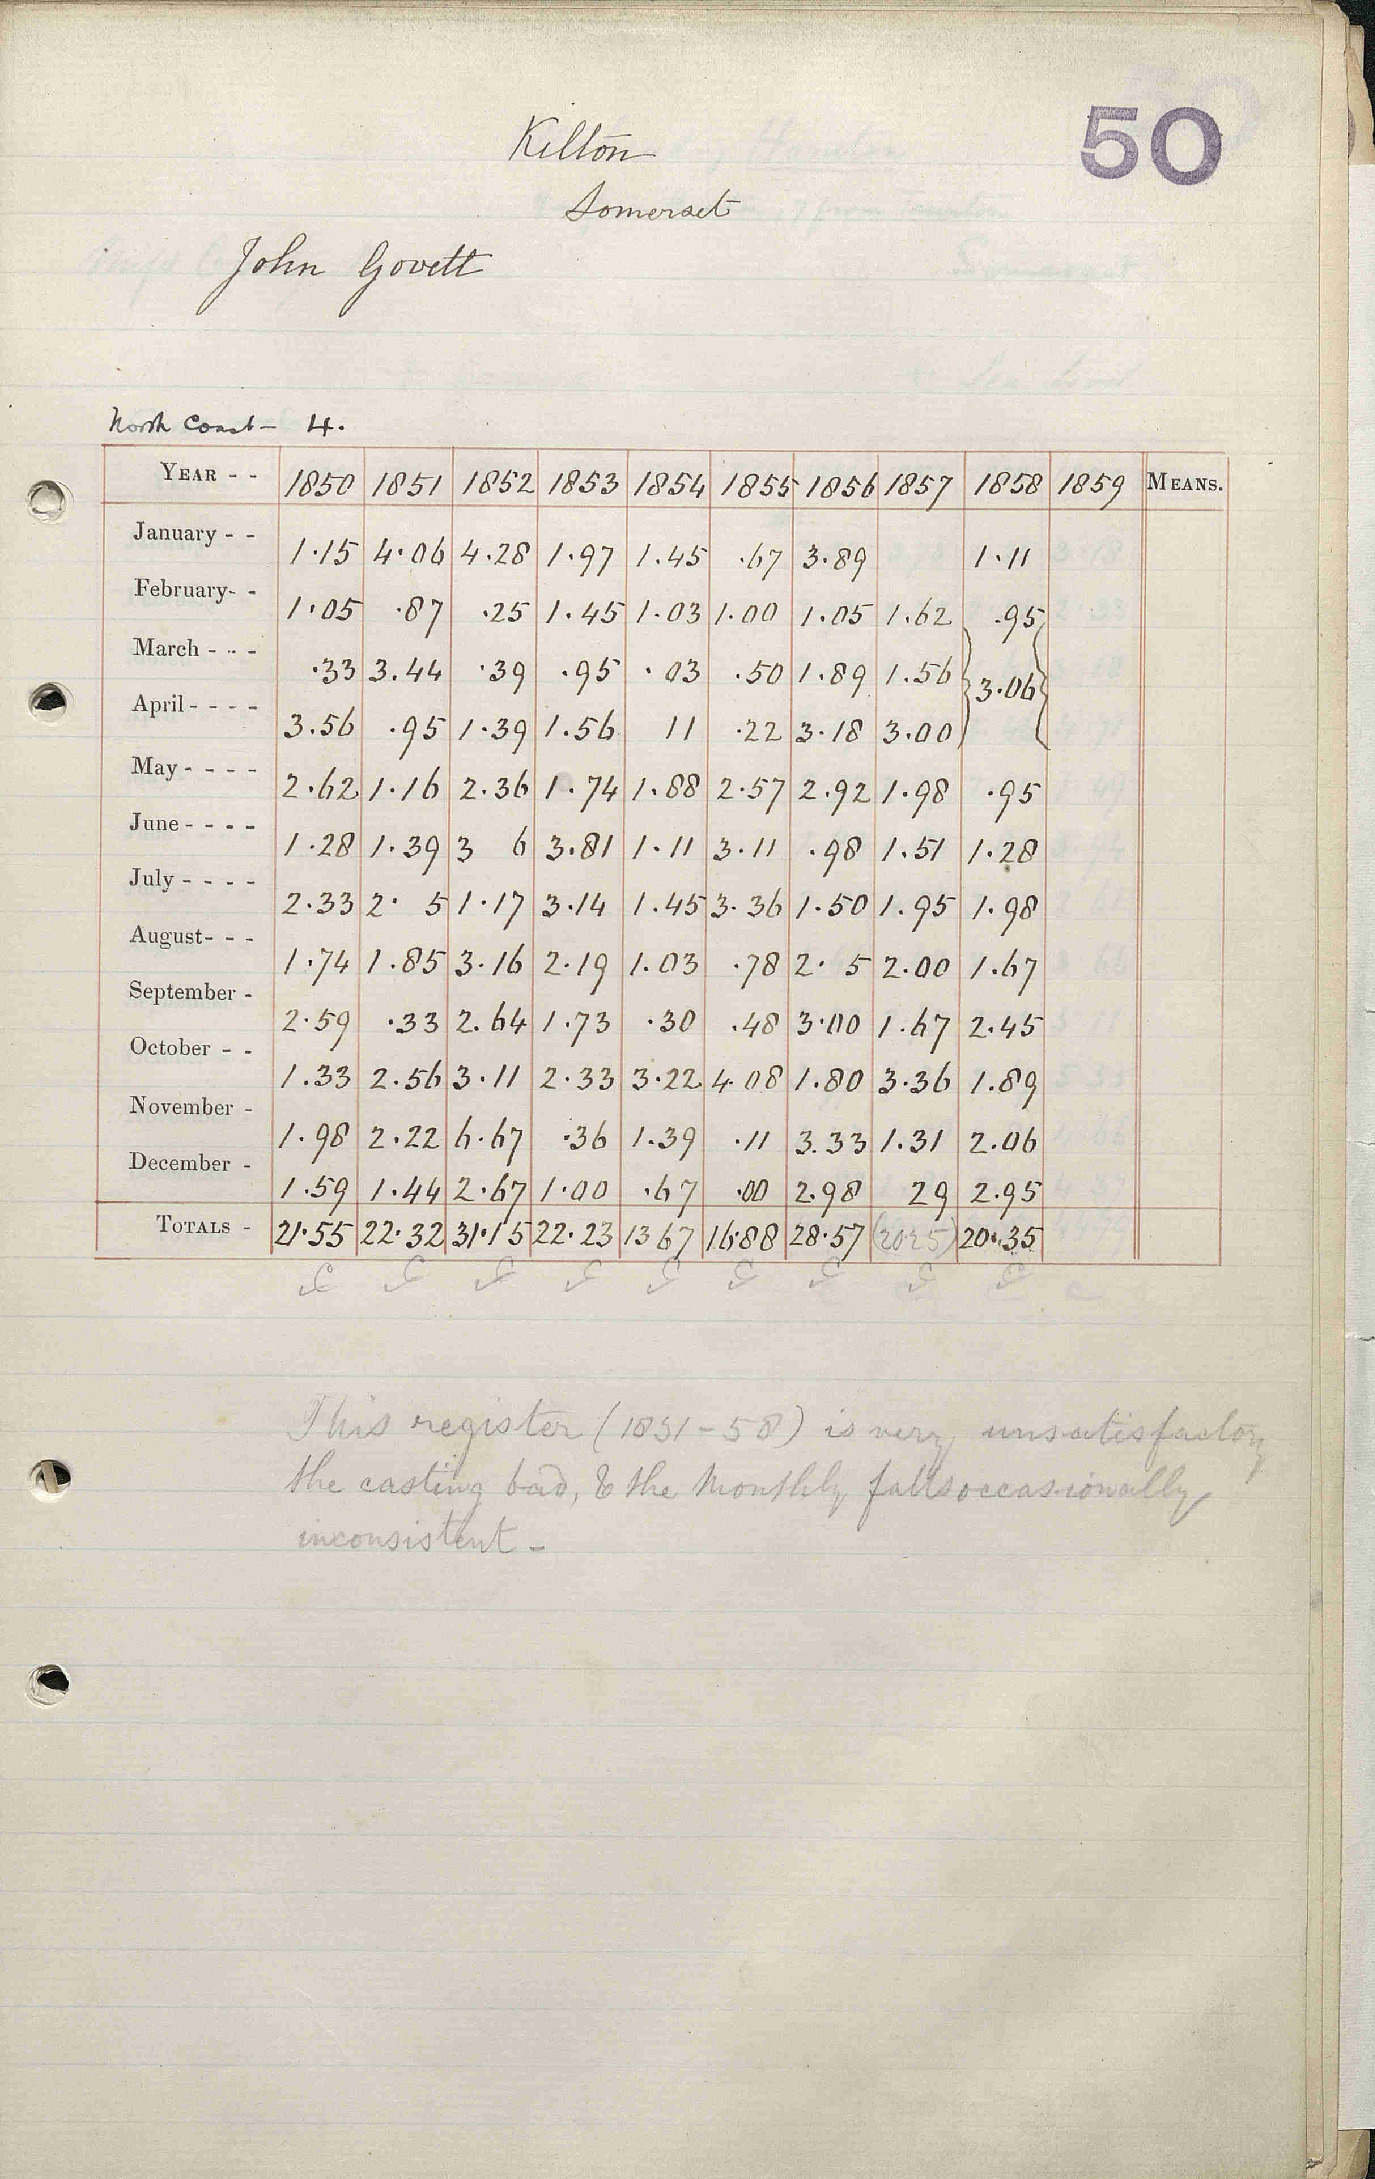 50
Kilton
Somerset
John Govett
North Coast - 4.
YEAR - - 1850 1851 1852 1853 1854 1855 1856 1857 1858 1859 MEANS.
January - - 1.15 4.06 4.28 1.97 1.45 .67 3.89 1.11
February- - 1.05 .87 .25 1.45 1.03 1.00 1.05 1.62 .95
March - - - .33 3.44 .39 .95 .03 .50 1.89 1.56 3.06
April - - - - 3.56 .95 1.39 1.56 11 .22 3.18 3.00
May - - - - 2.62 1.16 2.36 1.74 1.88 2.57 2.92 1.98 .95
June - - - - 1.28 1.39 3 6 3.81 1.11 3.11 .98 1.51 1.28
July - - - - 2.33 2. 5 1.17 3.14 1.45 3.36 1.50 1.95 1.98
August- - - 1.74 1.85 3.16 2.19 1.03 .78 2. 5 2.00 1.67
September - 2.59 .33 2.64 1.73 .30 .48 3.00 1.67 2.45
October - - 1.33 2.56 3.11 2.33 3.22 4.08 1.80 3.36 1.89
November - 1.98 2.22 6.67 .36 1.39 .11 3.33 1.31 2.06
December - 1.59 1.44 2.67 1.00 .67 .00 2.98 29 2.95
TOTALS - 21.55 22.32 31.15 22.23 13 67 16.88 28.57 (20.25) 20.35
This register (1851-58) is very unsatisfactory
the casting bad, & the Monthly falls occasionally
inconsistent -